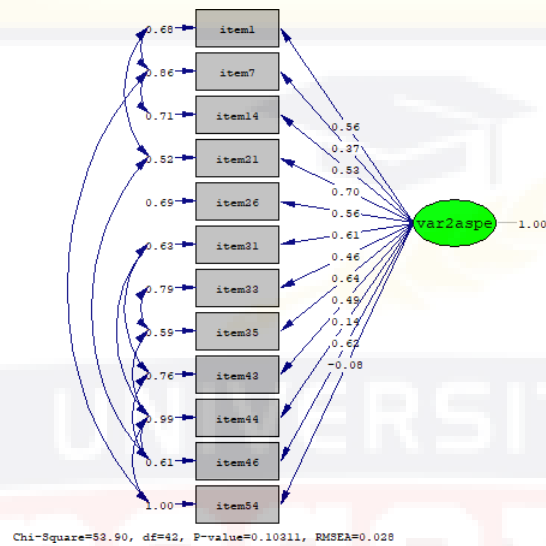 0.68 item1
0.86 item7
0.71 item14
0.56
0.37
0.52 item21
0.53
0.70
0.69 item26
0.56
var2aspe 1.00
0.61
0.63 item31
0.46
0.79 item33
0.64
0.49
0.59 item35
0.14
0.62
-0.08
0.76 item43
0.99 item44
UNIVERSIT
0.61 item46
1.00 item54
Chi-Square=53.90, df=42, P-value=0.10311, RMSEA=0.028